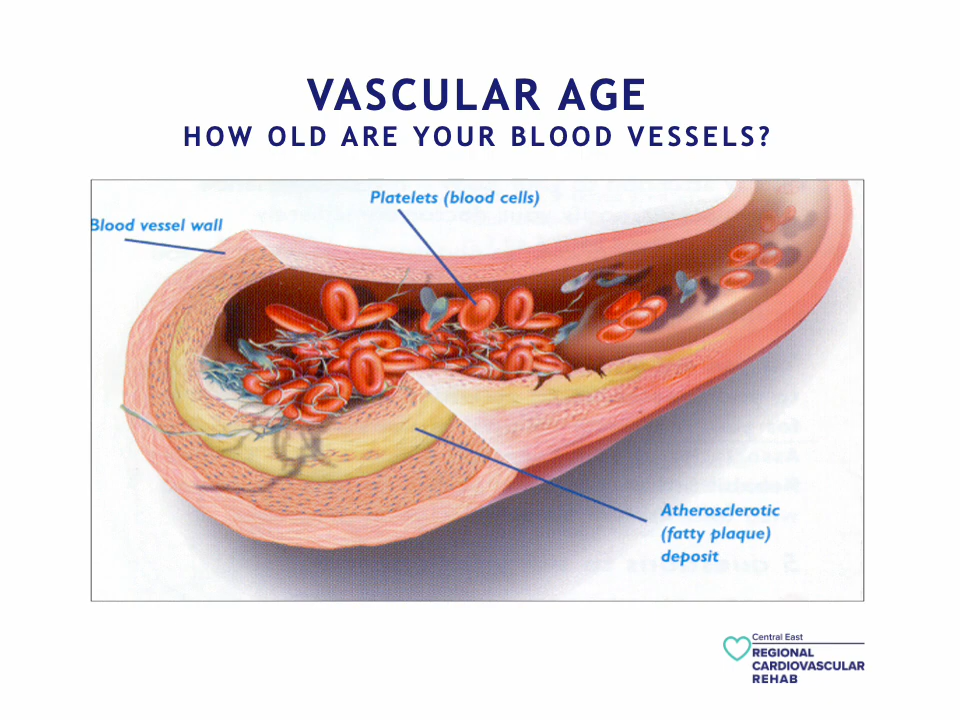 VASCULAR AGE
HOW OLD ARE YOUR BLOOD VESSELS?
Platelets (blood cells)
Blood vessel wall
Atherosclerotic
(fatty plaque)
deposit
Central East
REGIONAL
CARDIOVASCULAR
REHAB